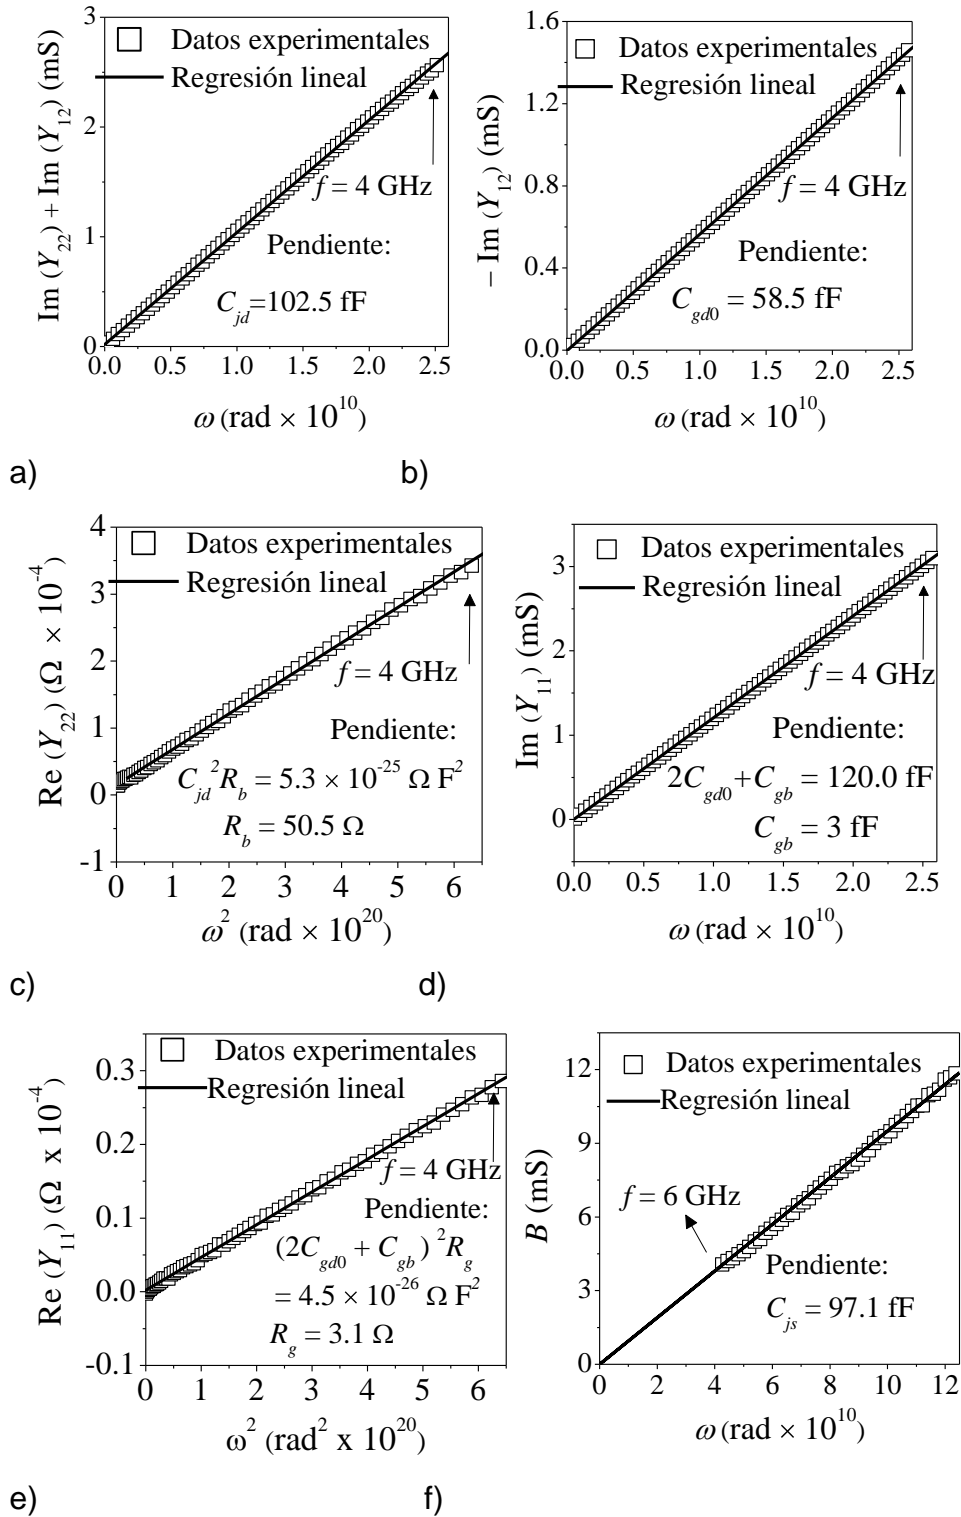 3
2
1
0
Im (Y22) + Im (Y12) (mS)
Datos experimentales
Regresión lineal
f = 4 GHz
Pendiente:
Cjd=102.5 fF
0.0 0.5 1.0 1.5 2.0 2.5
ω (rad × 10^10)
a)
1.6
1.2
0.8
0.4
0.0
− Im (Y12) (mS)
Datos experimentales
Regresión lineal
f = 4 GHz
Pendiente:
Cgd0 = 58.5 fF
0.0 0.5 1.0 1.5 2.0 2.5
ω (rad × 10^10)
b)
4
3
2
1
0
-1
Re (Y22) (Ω × 10^-4)
Datos experimentales
Regresión lineal
f = 4 GHz
Pendiente:
Cjd^2 Rb = 5.3 × 10^-25 Ω F^2
Rb = 50.5 Ω
0 1 2 3 4 5 6
ω^2 (rad × 10^20)
c)
3
2
1
0
Im (Y11) (mS)
Datos experimentales
Regresión lineal
f = 4 GHz
Pendiente:
2Cgd0+Cgb = 120.0 fF
Cgb = 3 fF
0.0 0.5 1.0 1.5 2.0 2.5
ω (rad × 10^10)
d)
0.3
0.2
0.1
0.0
-0.1
Re (Y11) (Ω x 10^-4)
Datos experimentales
Regresión lineal
f = 4 GHz
Pendiente:
(2Cgd0 + Cgb) ^2Rg
= 4.5 × 10^-26 Ω F^2
Rg = 3.1 Ω
0 1 2 3 4 5 6
ω^2 (rad^2 x 10^20)
e)
12
9
6
3
0
B (mS)
Datos experimentales
Regresión lineal
f = 6 GHz
Pendiente:
Cjs = 97.1 fF
0 2 4 6 8 10 12
ω (rad × 10^10)
f)